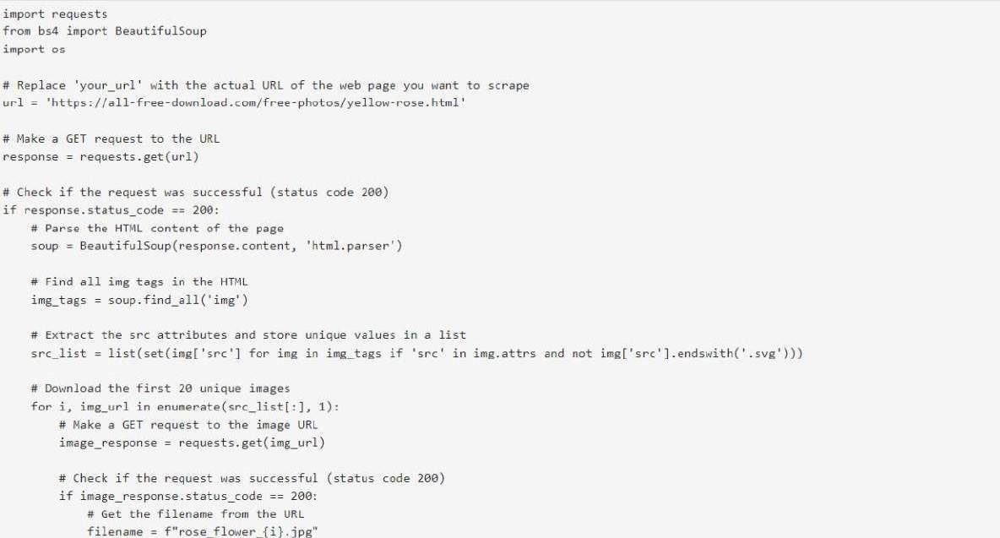 import requests
from bs4 import BeautifulSoup
import os
# Replace 'your_url' with the actual URL of the web page you want to scrape
url = 'https://all-free-download.com/free-photos/yellow-rose.html'
# Make a GET request to the URL
response = requests.get(url)
# Check if the request was successful (status code 200)
if response.status_code == 200:
    # Parse the HTML content of the page
    soup = BeautifulSoup(response.content, 'html.parser')
    # Find all img tags in the HTML
    img_tags = soup.find_all('img')
    # Extract the src attributes and store unique values in a list
    src_list = list(set(img['src'] for img in img_tags if 'src' in img.attrs and not img['src'].endswith('.svg')))
    # Download the first 20 unique images
    for i, img_url in enumerate(src_list[:], 1):
        # Make a GET request to the image URL
        image_response = requests.get(img_url)
        # Check if the request was successful (status code 200)
        if image_response.status_code == 200:
            # Get the filename from the URL
            filename = f"rose_flower_{i}.jpg"